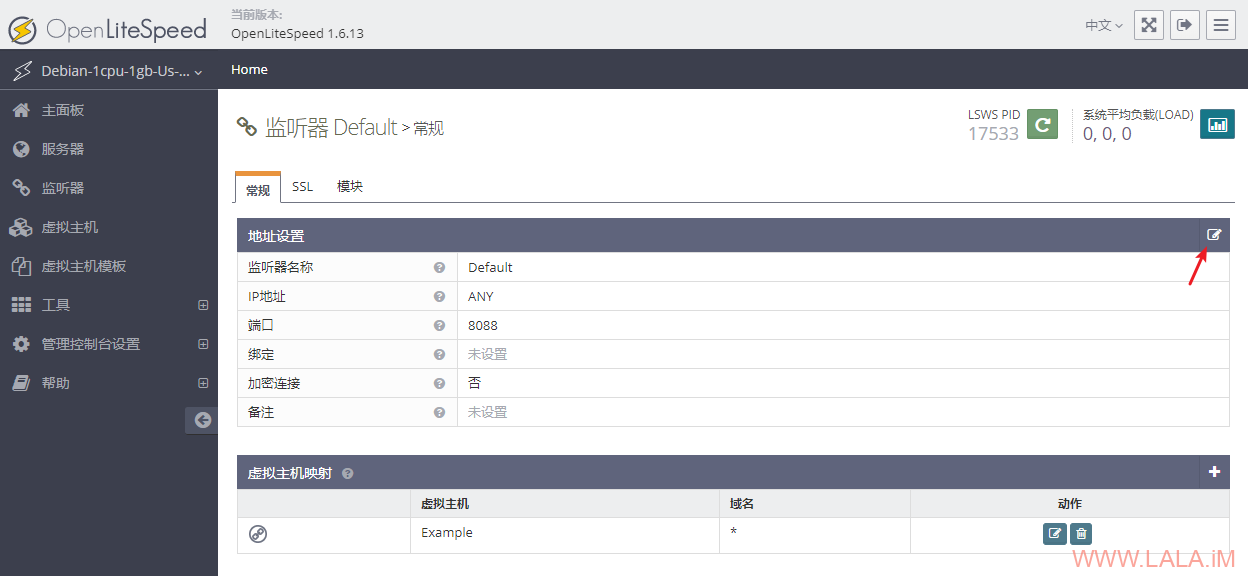 OpenLiteSpeed
当前版本:
OpenLiteSpeed 1.6.13
中文
Debian-1cpu-1gb-Us-...
Home
主面板
服务器
监听器
虚拟主机
虚拟主机模板
工具
管理控制台设置
帮助
监听器 Default > 常规
LSWS PID
17533
系统平均负载(LOAD)
0, 0, 0
常规 SSL 模块
地址设置
监听器名称 Default
IP地址 ANY
端口 8088
绑定 未设置
加密连接 否
备注 未设置
虚拟主机映射
虚拟主机 域名 动作
Example *
WWW.LALA.iM